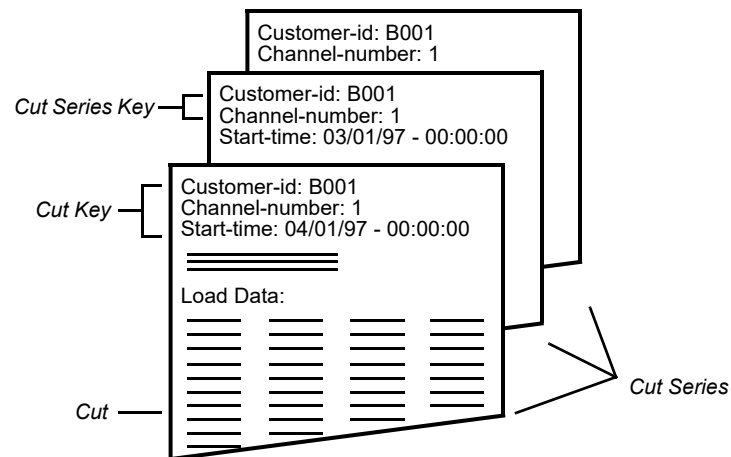 Customer-id: B001
Channel-number: 1
Customer-id: B001
Channel-number: 1
Start-time: 03/01/97 - 00:00:00
Cut Series Key
Customer-id: B001
Channel-number: 1
Start-time: 04/01/97 - 00:00:00
Cut Key
Load Data:
Cut Series
Cut